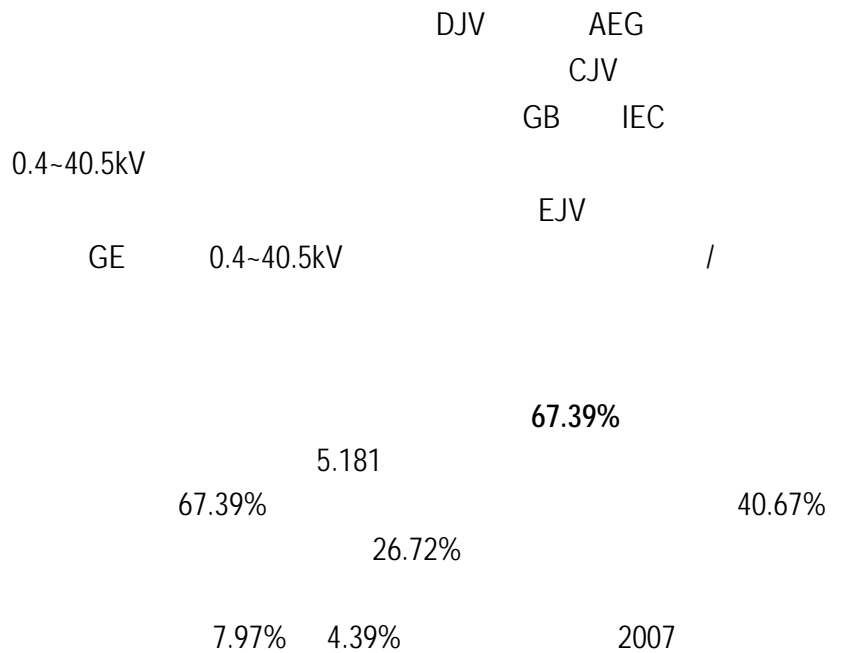 DJV AEG
CJV
GB IEC
0.4~40.5kV
EJV
GE 0.4~40.5kV /
67.39%
5.181
67.39% 40.67%
26.72%
7.97% 4.39% 2007